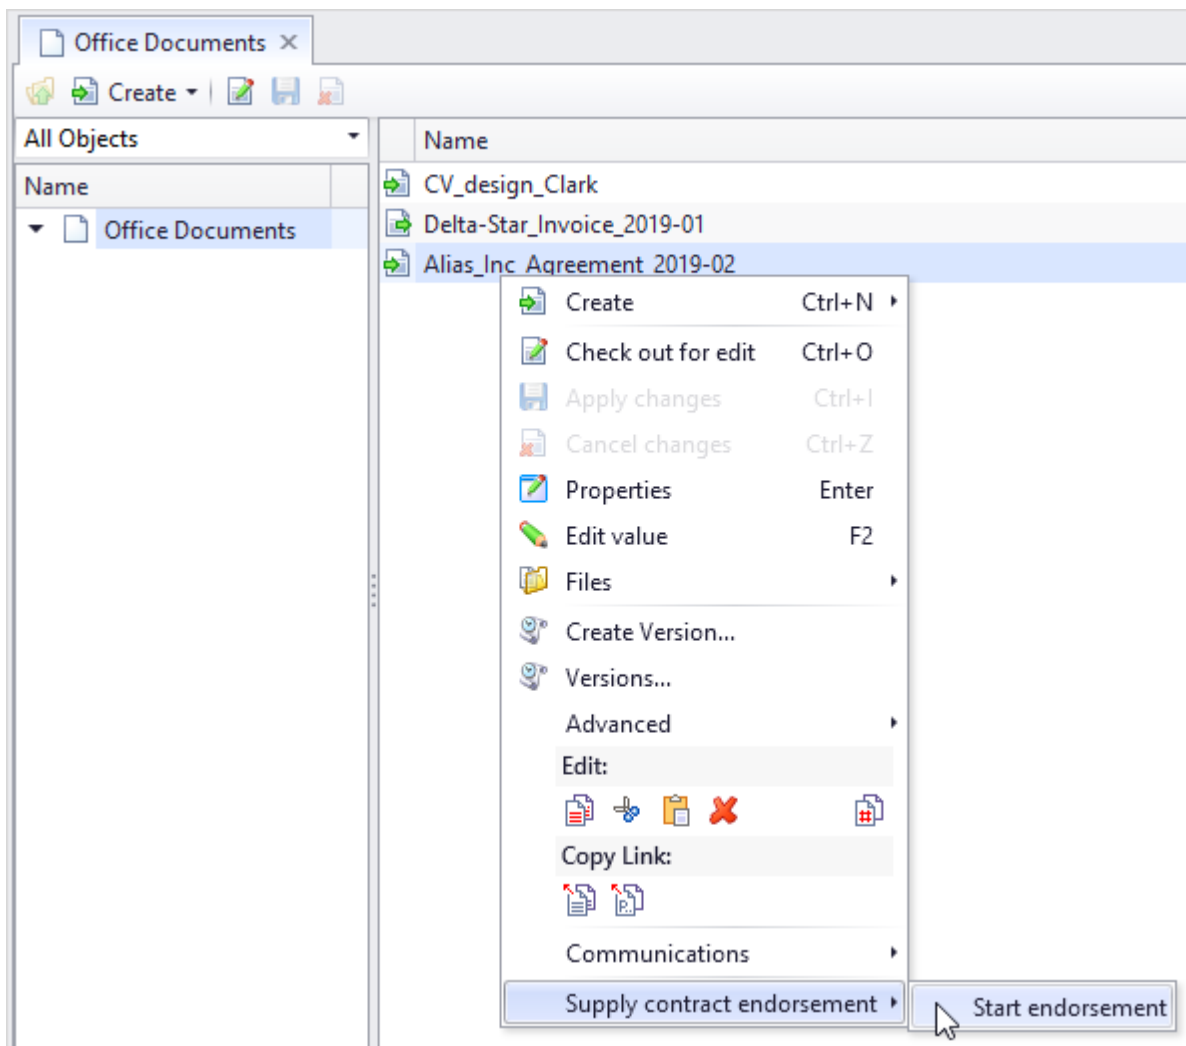 Office Documents
Create
All Objects
Name
Name
Office Documents
CV_design_Clark
Delta-Star_Invoice_2019-01
Alias_Inc_Agreement_2019-02
Create Ctrl+N
Check out for edit Ctrl+O
Apply changes Ctrl+I
Cancel changes Ctrl+Z
Properties Enter
Edit value F2
Files
Create Version...
Versions...
Advanced
Edit:
Copy Link:
Communications
Supply contract endorsement
Start endorsement